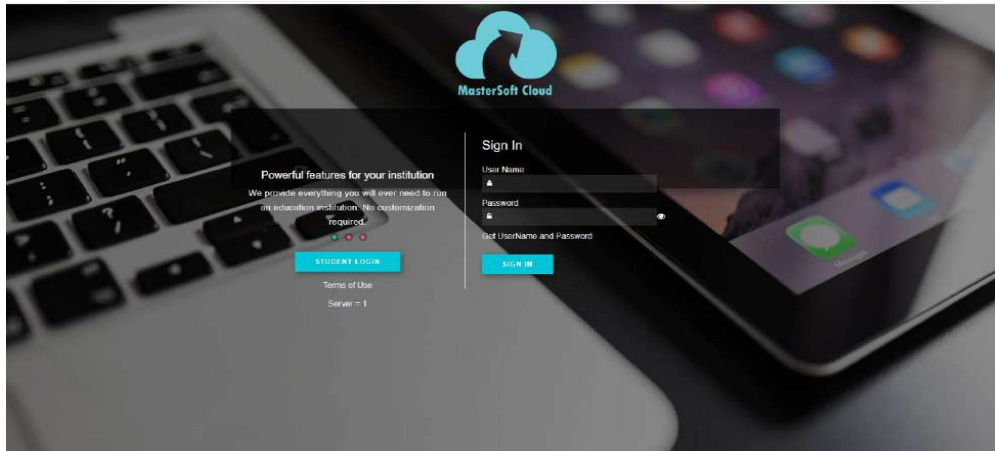 MasterSoft Cloud
Powerful features for your institution
We provide everything you will ever need to run
an education institution. No customization
required.
STUDENT LOGIN
Terms of Use
Server = 1
Sign In
User Name
Password
Get UserName and Password
SIGN IN
Messages